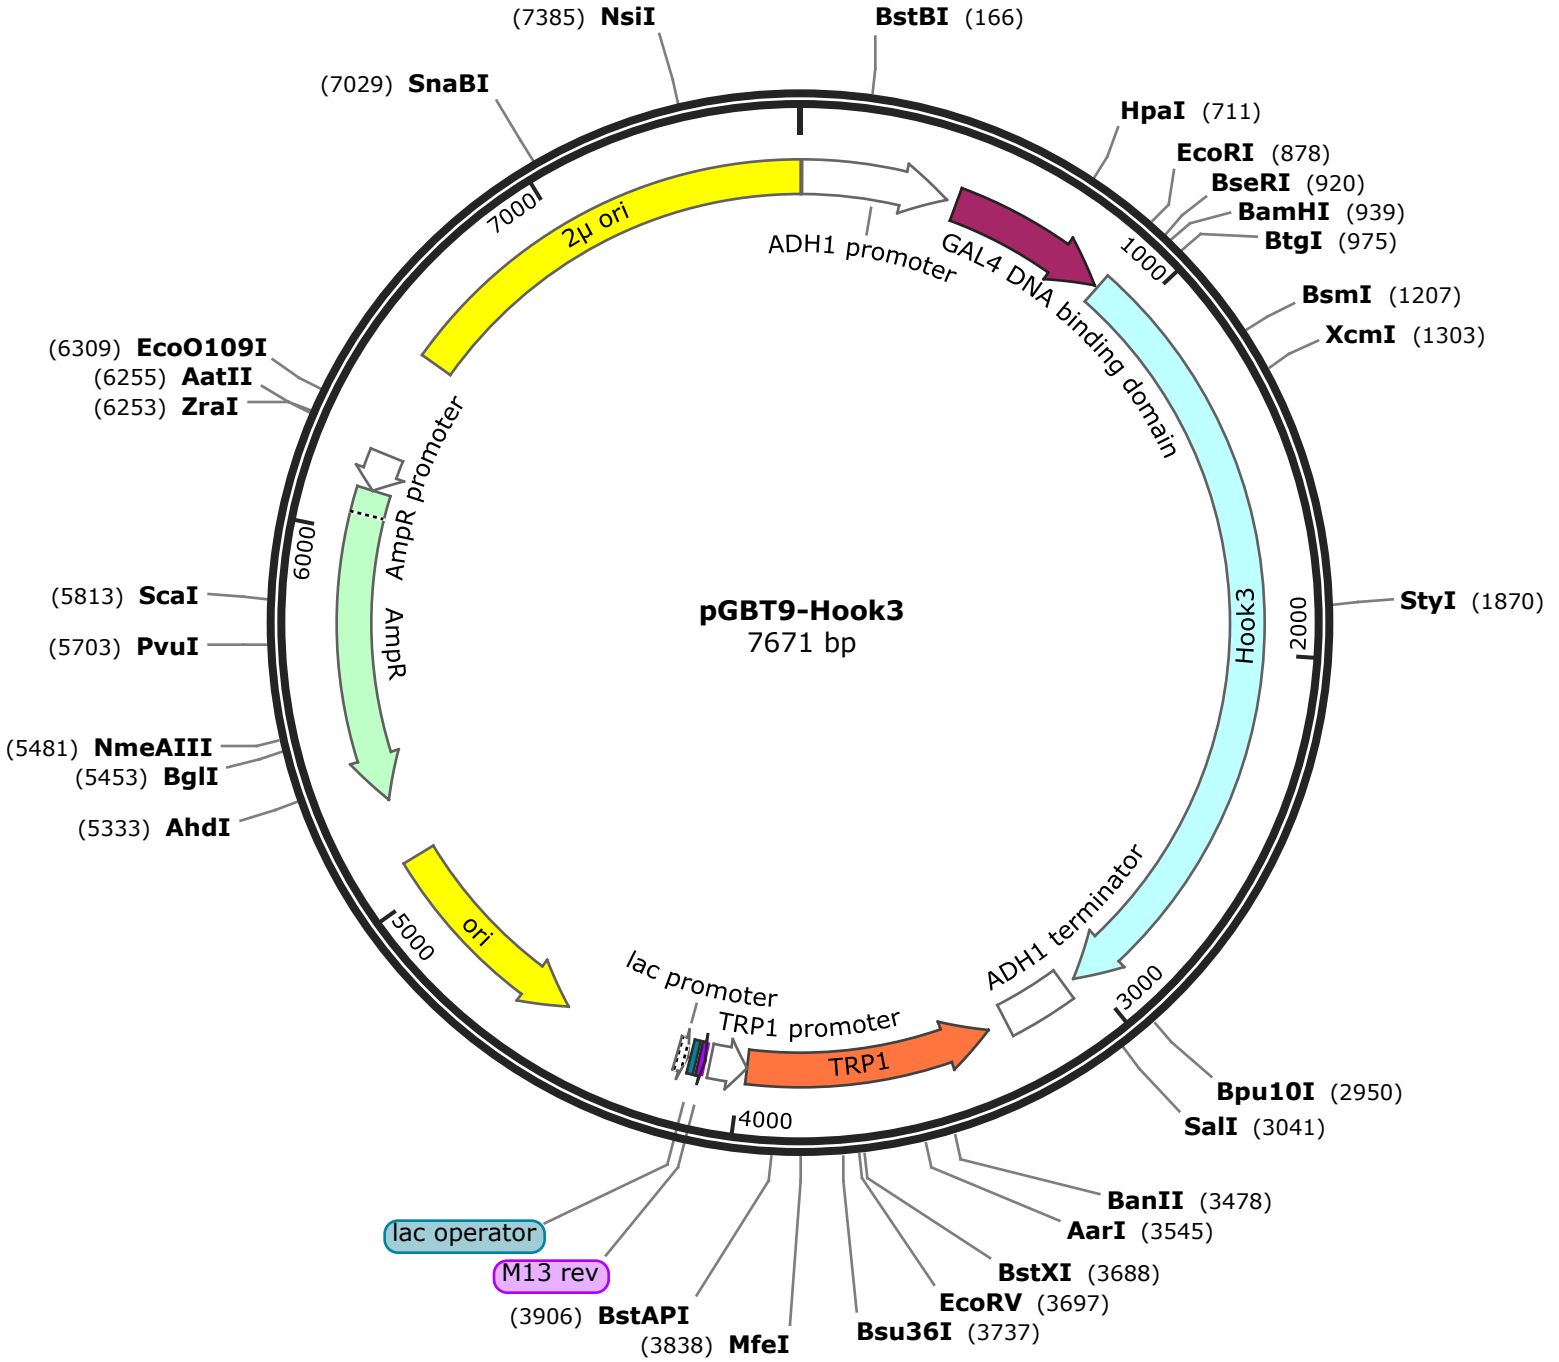 (7385) NsiI
BstBI (166)
(7029) SnaBI
HpaI (711)
EcoRI (878)
BseRI (920)
BamHI (939)
BtgI (975)
BsmI (1207)
XcmI (1303)
StyI (1870)
Bpu10I (2950)
SalI (3041)
BanII (3478)
AarI (3545)
BstXI (3688)
EcoRV (3697)
Bsu36I (3737)
(3838) MfeI
(3906) BstAPI
M13 rev
lac operator
(5333) AhdI
(5453) BglI
(5481) NmeAIII
(5703) PvuI
(5813) ScaI
(6253) ZraI
(6255) AatII
(6309) EcoO109I
1000
2000
3000
4000
5000
6000
7000
2μ ori
ADH1 promoter
GAL4 DNA binding domain
Hook3
ADH1 terminator
TRP1
TRP1 promoter
lac promoter
ori
AmpR
AmpR promoter
pGBT9-Hook3
7671 bp